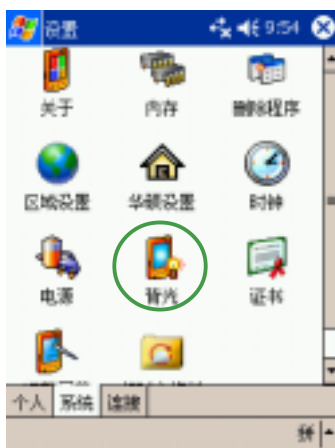 设置 9:54
关于 内存 删除程序
区域设置 华硕设置 时钟
电源 背光 证书
个人 系统 连接
拼